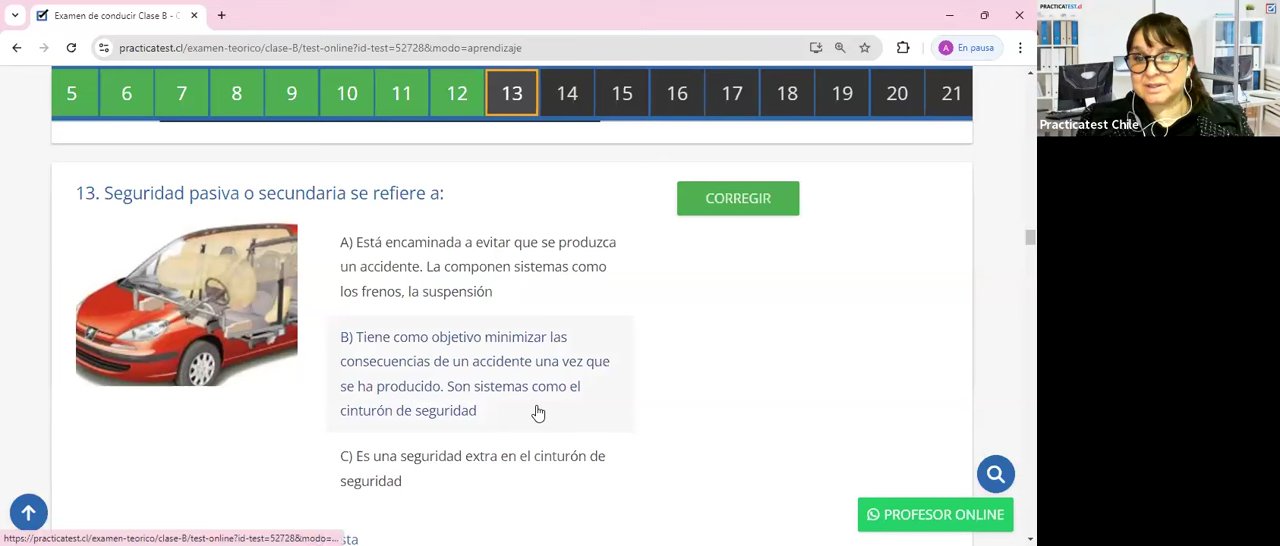 Examen de conducir Clase B - C
practicatest.cl/examen-teorico/clase-B/test-online?id-test=52728&modo=aprendizaje
A
En pausa
PRACTICATEST.cl
Practicatest Chile
5 6 7 8 9 10 11 12 13 14 15 16 17 18 19 20 21
13. Seguridad pasiva o secundaria se refiere a:
CORREGIR
A) Está encaminada a evitar que se produzca
un accidente. La componen sistemas como
los frenos, la suspensión
B) Tiene como objetivo minimizar las
consecuencias de un accidente una vez que
se ha producido. Son sistemas como el
cinturón de seguridad
C) Es una seguridad extra en el cinturón de
seguridad
PROFESOR ONLINE
https://practicatest.cl/examen-teorico/clase-B/test-online?id-test=52728&modo=...
sta